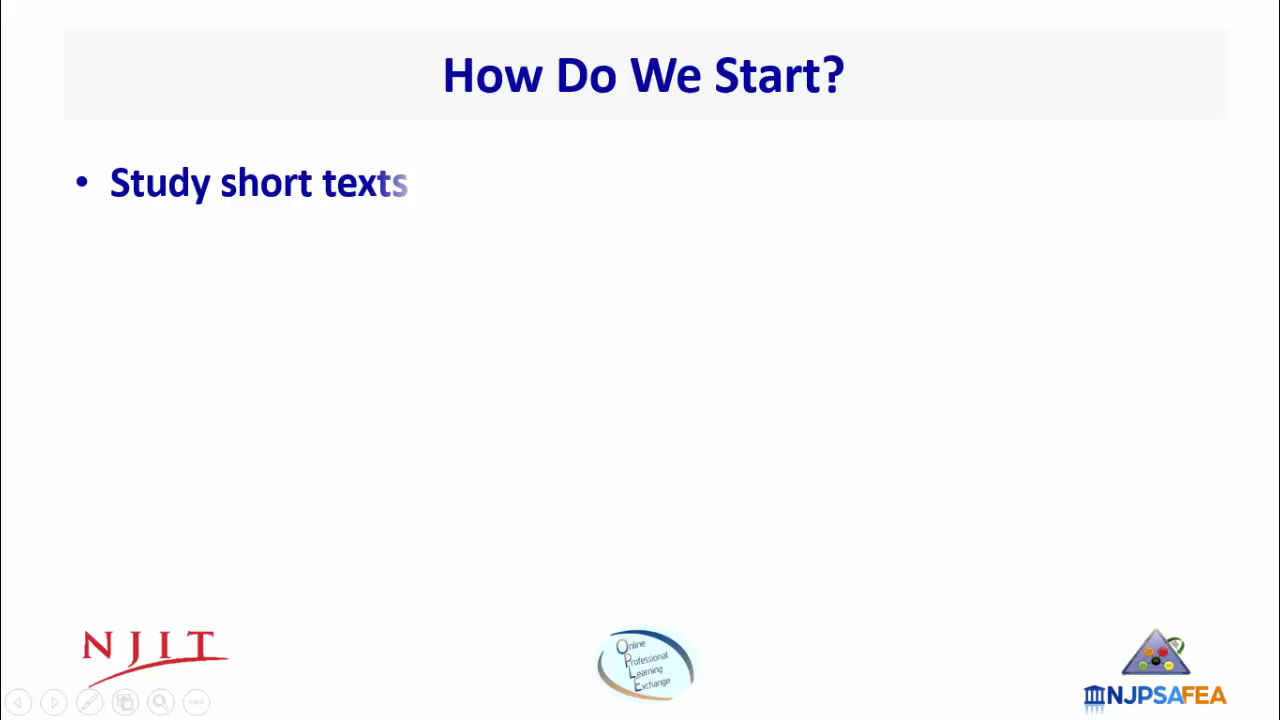 How Do We Start?
• Study short texts
NJIT
Online
Professional
Learning
Exchange
NJPSAFEA